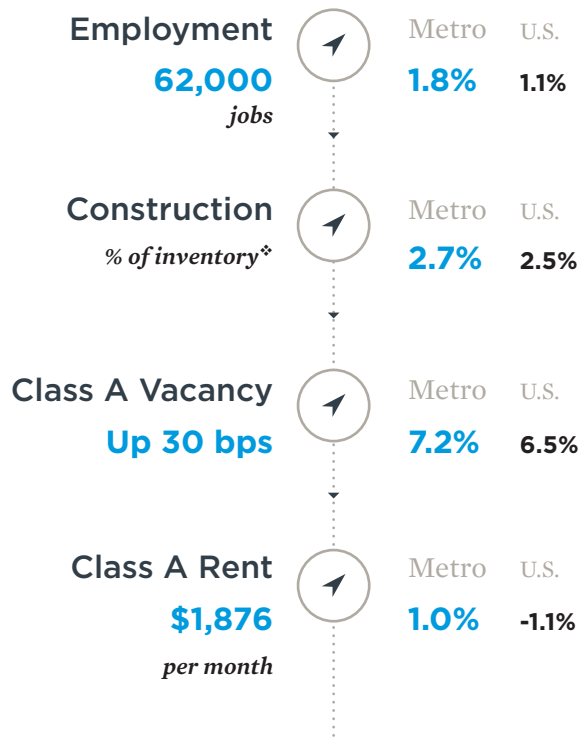 Employment Metro U.S.
62,000 1.8% 1.1%
jobs
Construction Metro U.S.
% of inventory❖ 2.7% 2.5%
Class A Vacancy Metro U.S.
Up 30 bps 7.2% 6.5%
Class A Rent Metro U.S.
$1,876 1.0% -1.1%
per month